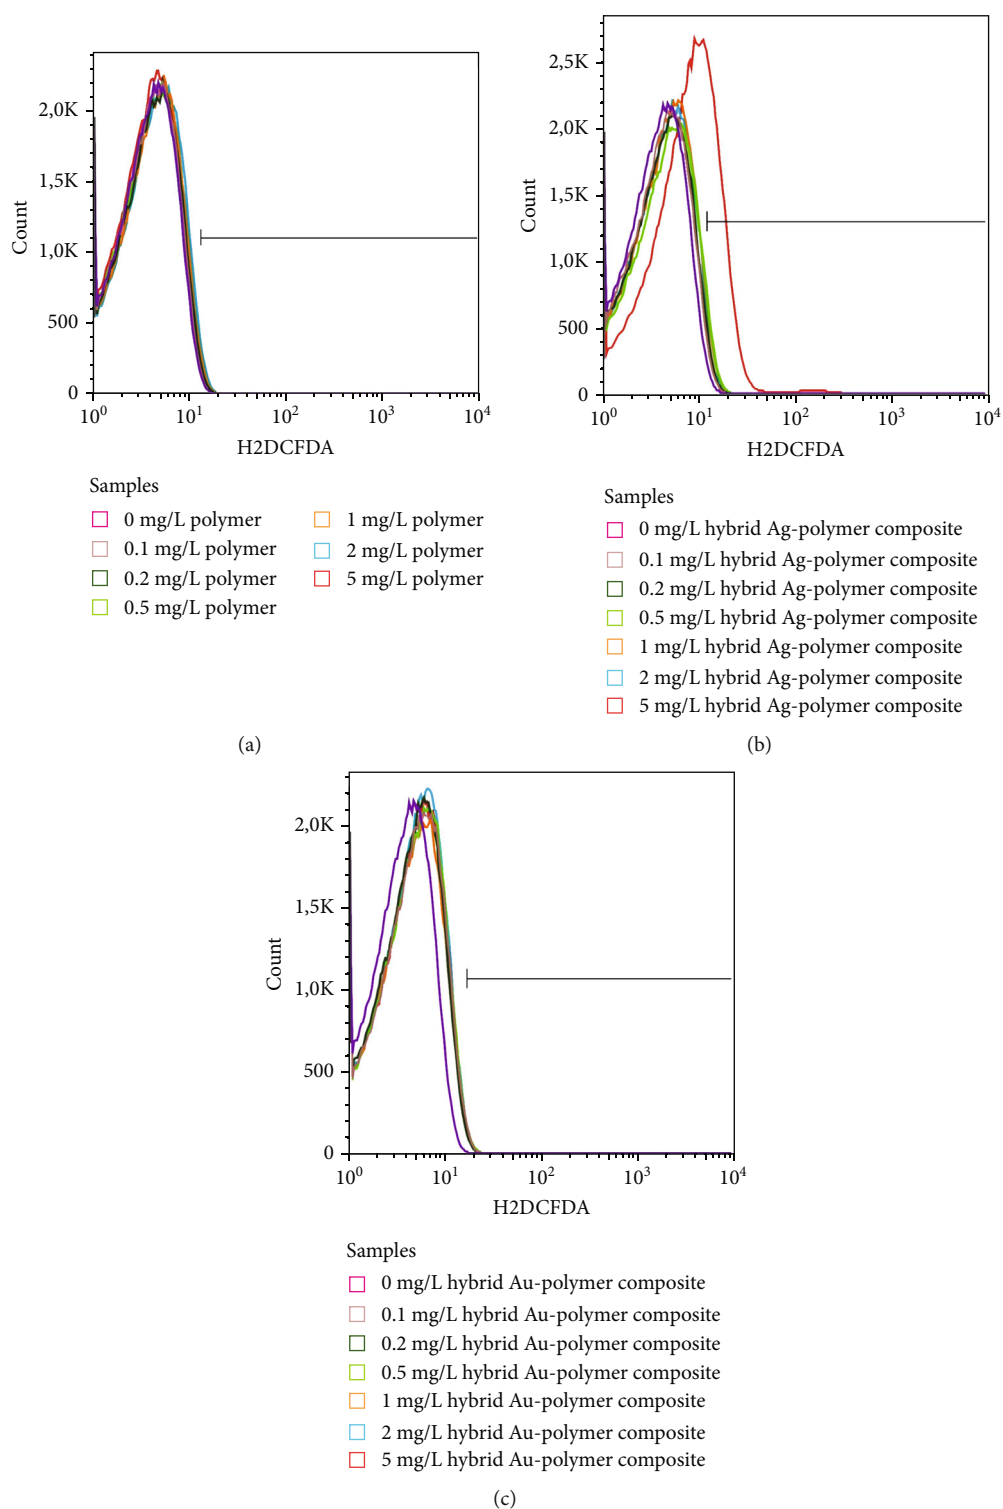 2,0K
1,5K
1,0K
500
0
Count
10⁰ 10¹ 10² 10³ 10⁴
H2DCFDA
Samples
0 mg/L polymer
0.1 mg/L polymer
0.2 mg/L polymer
0.5 mg/L polymer
1 mg/L polymer
2 mg/L polymer
5 mg/L polymer
(a)
2,5K
2,0K
1,5K
1,0K
500
0
Count
10⁰ 10¹ 10² 10³ 10⁴
H2DCFDA
Samples
0 mg/L hybrid Ag-polymer composite
0.1 mg/L hybrid Ag-polymer composite
0.2 mg/L hybrid Ag-polymer composite
0.5 mg/L hybrid Ag-polymer composite
1 mg/L hybrid Ag-polymer composite
2 mg/L hybrid Ag-polymer composite
5 mg/L hybrid Ag-polymer composite
(b)
2,0K
1,5K
1,0K
500
0
Count
10⁰ 10¹ 10² 10³ 10⁴
H2DCFDA
Samples
0 mg/L hybrid Au-polymer composite
0.1 mg/L hybrid Au-polymer composite
0.2 mg/L hybrid Au-polymer composite
0.5 mg/L hybrid Au-polymer composite
1 mg/L hybrid Au-polymer composite
2 mg/L hybrid Au-polymer composite
5 mg/L hybrid Au-polymer composite
(c)